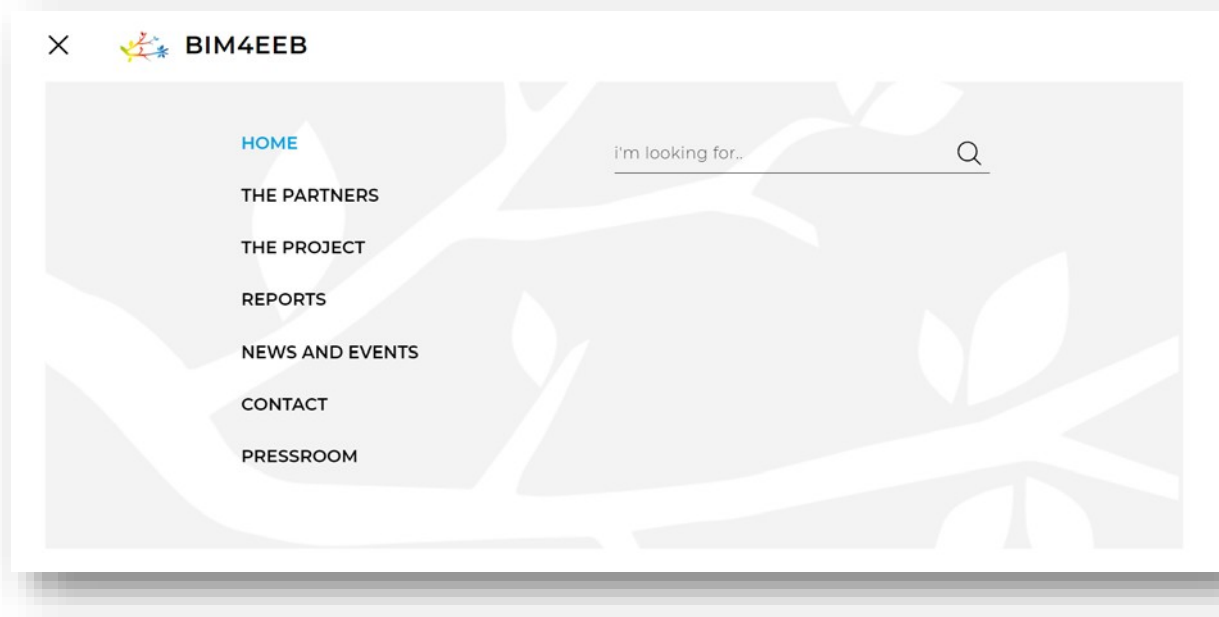 BIM4EEB
HOME
i'm looking for..
THE PARTNERS
THE PROJECT
REPORTS
NEWS AND EVENTS
CONTACT
PRESSROOM